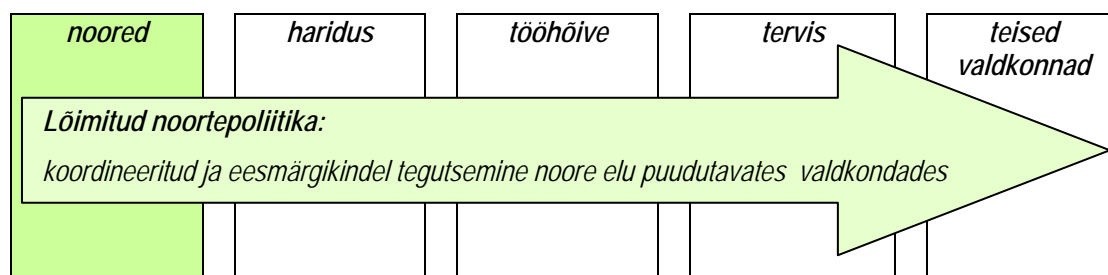 noored
haridus
tööhõive
tervis
teised
valdkonnad
Lõimitud noortepoliitika:
koordineeritud ja eesmärgikindel tegutsemine noore elu puudutavates valdkondades